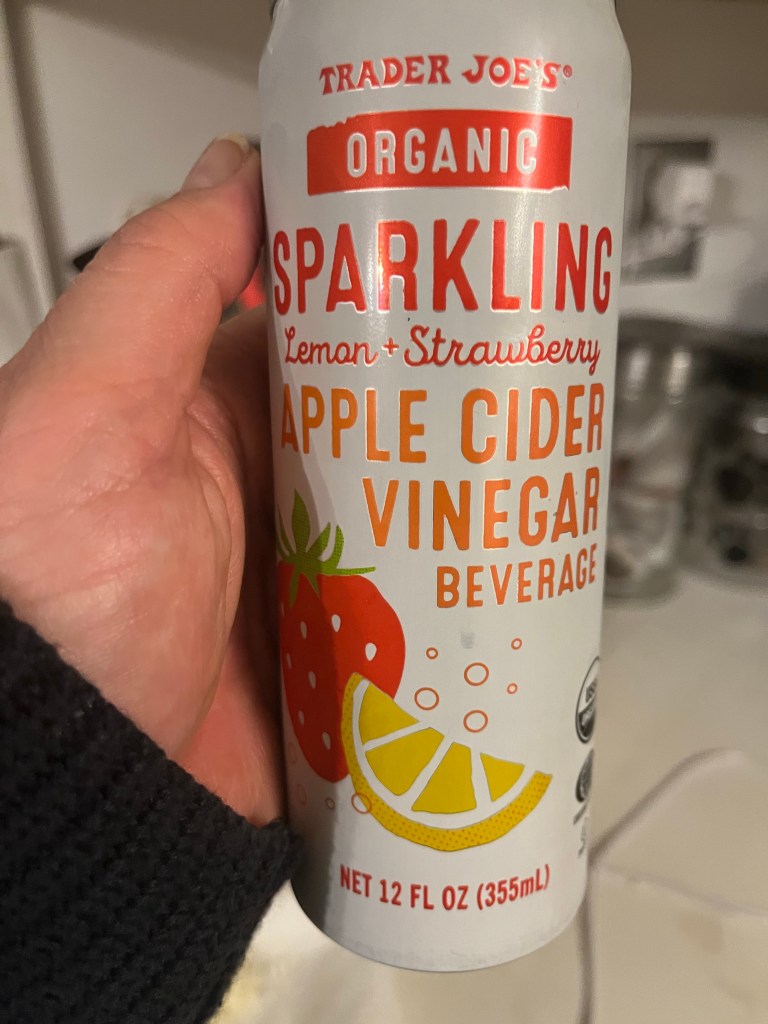 TRADER JOE'S®
ORGANIC
SPARKLING
Lemon + Strawberry
APPLE CIDER
VINEGAR
BEVERAGE
NET 12 FL OZ (355mL)